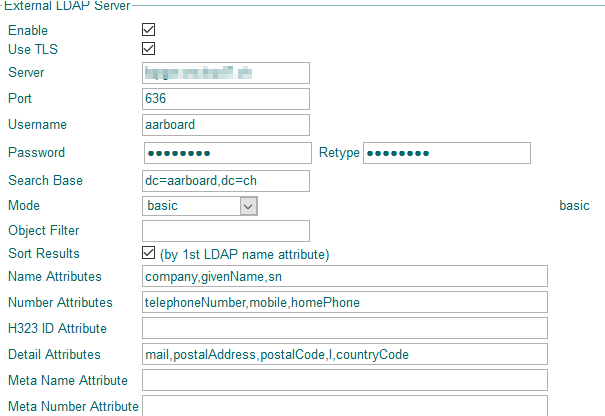 External LDAP Server
Enable
Use TLS
Server
Port 636
Username aarboard
Password Retype
Search Base dc=aarboard,dc=ch
Mode basic basic
Object Filter
Sort Results (by 1st LDAP name attribute)
Name Attributes company,givenName,sn
Number Attributes telephoneNumber,mobile,homePhone
H323 ID Attribute
Detail Attributes mail,postalAddress,postalCode,l,countryCode
Meta Name Attribute
Meta Number Attribute